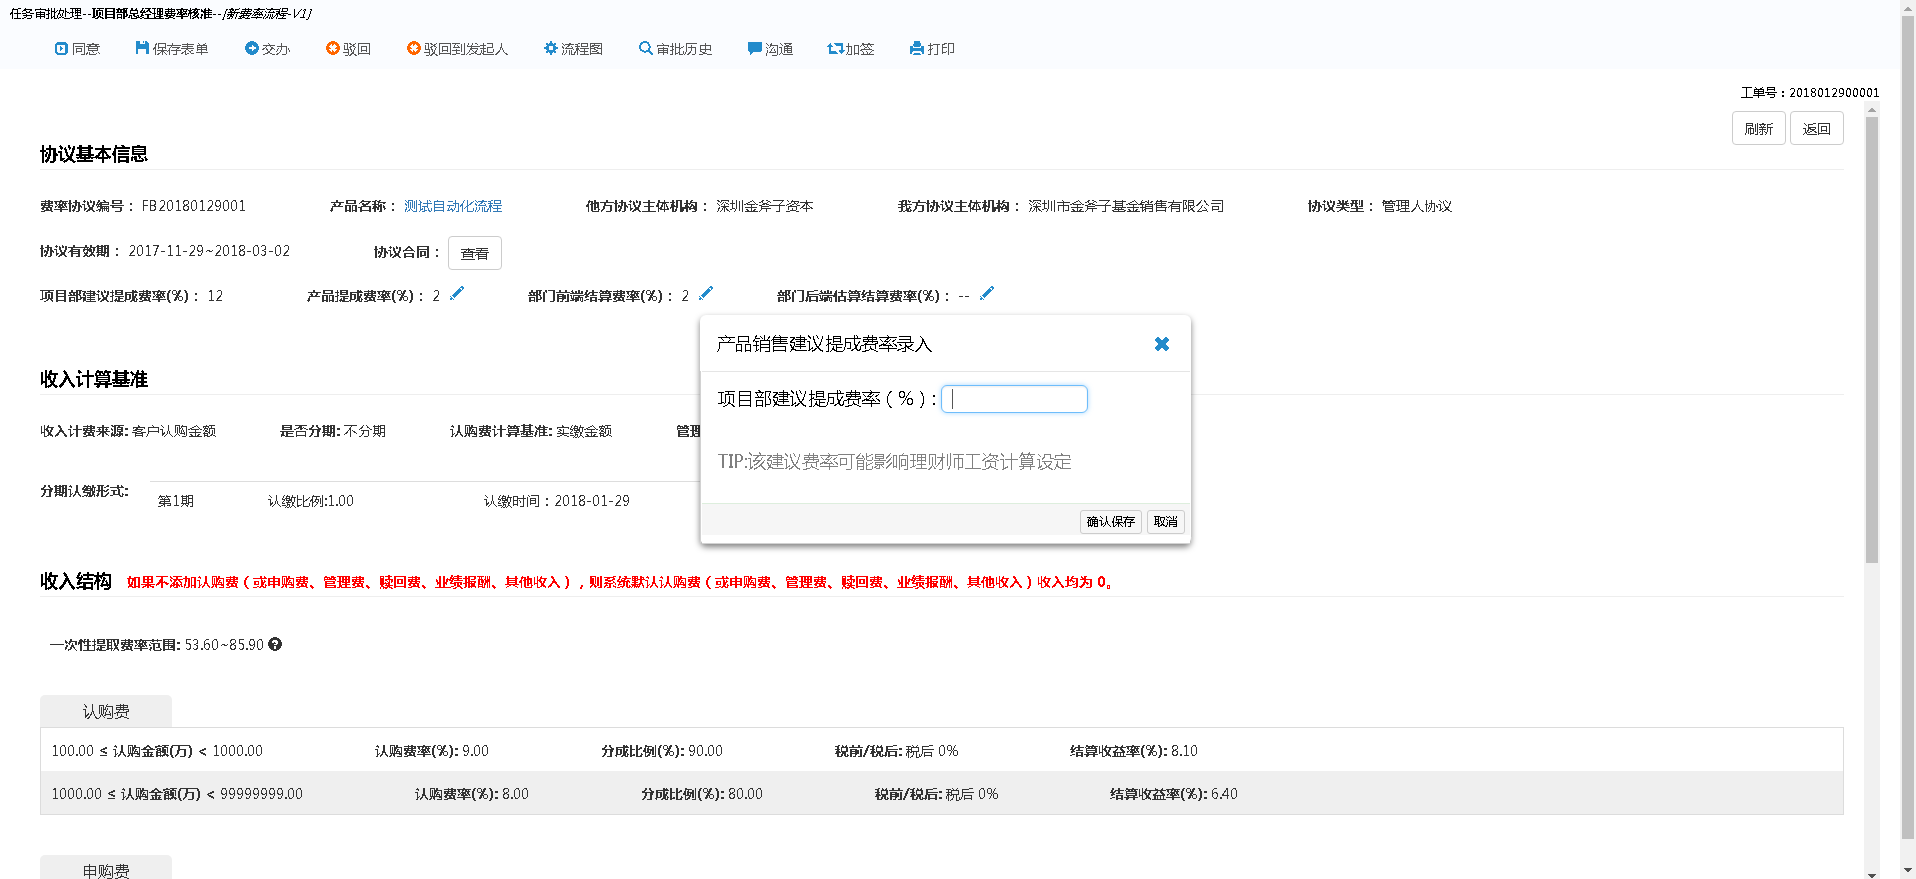 任务审批处理--项目部总经理费率核准--[新费率流程-V1]
同意 保存表单 交办 驳回 驳回到发起人 流程图 审批历史 沟通 加签 打印
工单号：2018012900001
刷新 返回
协议基本信息
费率协议编号： FB20180129001 产品名称： 测试自动化流程 他方协议主体机构： 深圳金斧子资本 我方协议主体机构： 深圳市金斧子基金销售有限公司 协议类型： 管理人协议
协议有效期： 2017-11-29~2018-03-02 协议合同： 查看
项目部建议提成费率(%)： 12 产品提成费率(%)： 2 部门前端结算费率(%)： 2 部门后端估算结算费率(%)： --
产品销售建议提成费率录入
项目部建议提成费率（%）:
TIP:该建议费率可能影响理财师工资计算设定
确认保存 取消
收入计算基准
收入计费来源: 客户认购金额 是否分期: 不分期 认购费计算基准: 实缴金额 管理
分期认缴形式: 第1期 认缴比例:1.00 认缴时间：2018-01-29
收入结构 如果不添加认购费（或申购费、管理费、赎回费、业绩报酬、其他收入），则系统默认认购费（或申购费、管理费、赎回费、业绩报酬、其他收入）收入均为 0。
一次性提取费率范围: 53.60~85.90
认购费
100.00 ≤ 认购金额(万) < 1000.00 认购费率(%): 9.00 分成比例(%): 90.00 税前/税后: 税后 0% 结算收益率(%): 8.10
1000.00 ≤ 认购金额(万) < 99999999.00 认购费率(%): 8.00 分成比例(%): 80.00 税前/税后: 税后 0% 结算收益率(%): 6.40
申购费